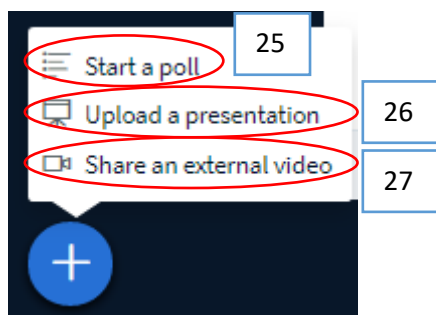 25
Start a poll
Upload a presentation
26
Share an external video
27